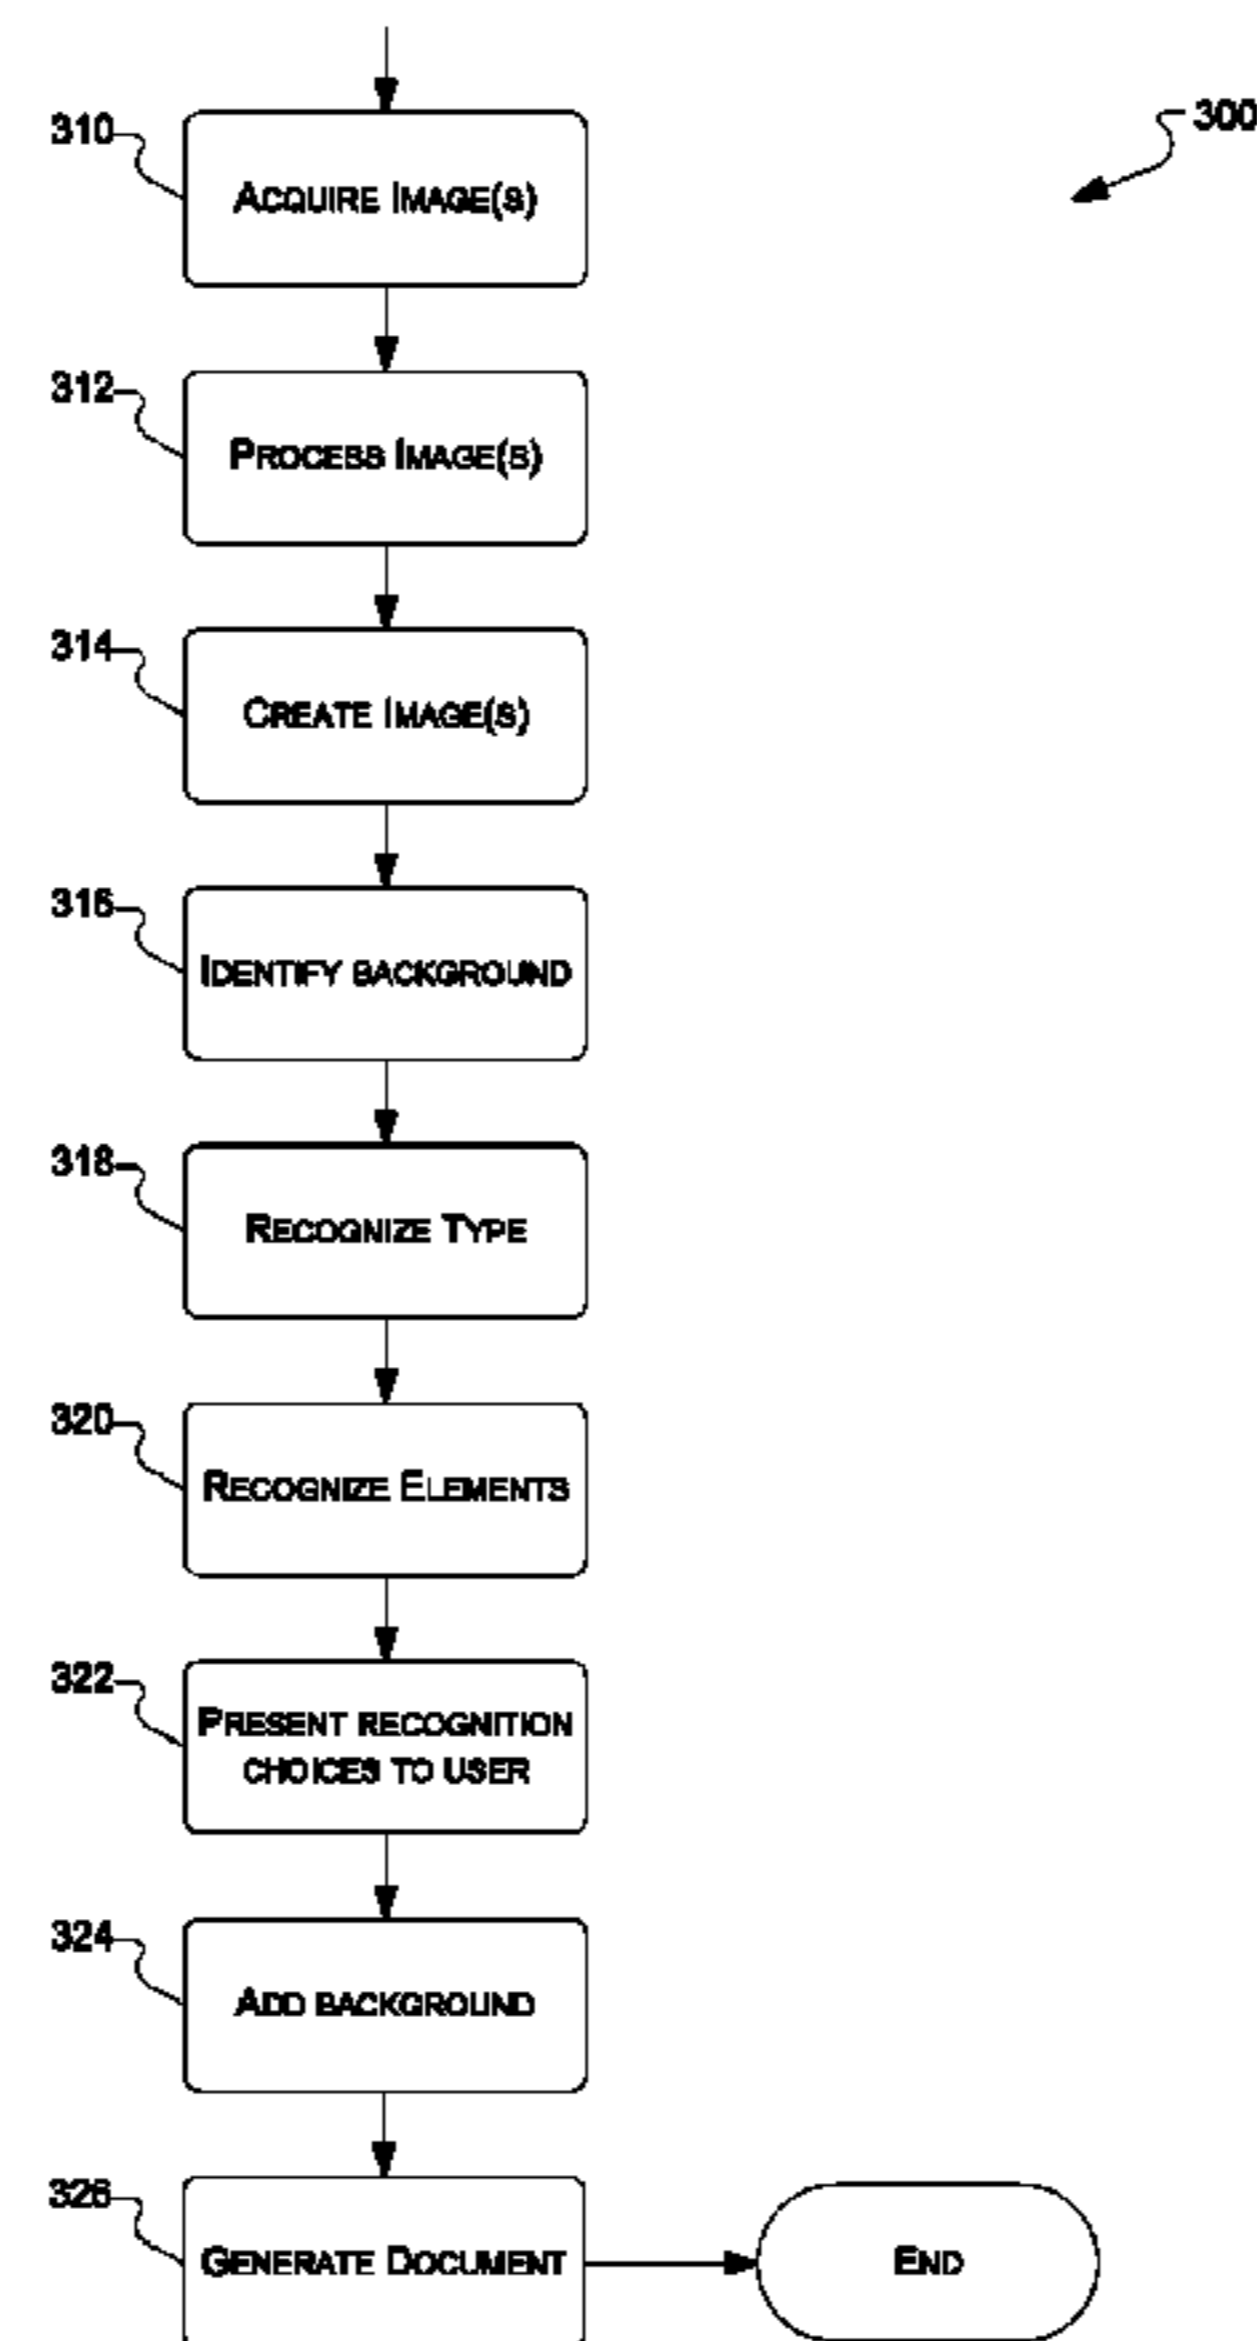 300
310
ACQUIRE IMAGE(S)
312
PROCESS IMAGE(S)
314
CREATE IMAGE(S)
316
IDENTIFY BACKGROUND
318
RECOGNIZE TYPE
320
RECOGNIZE ELEMENTS
322
PRESENT RECOGNITION
CHOICES TO USER
324
ADD BACKGROUND
326
GENERATE DOCUMENT
END